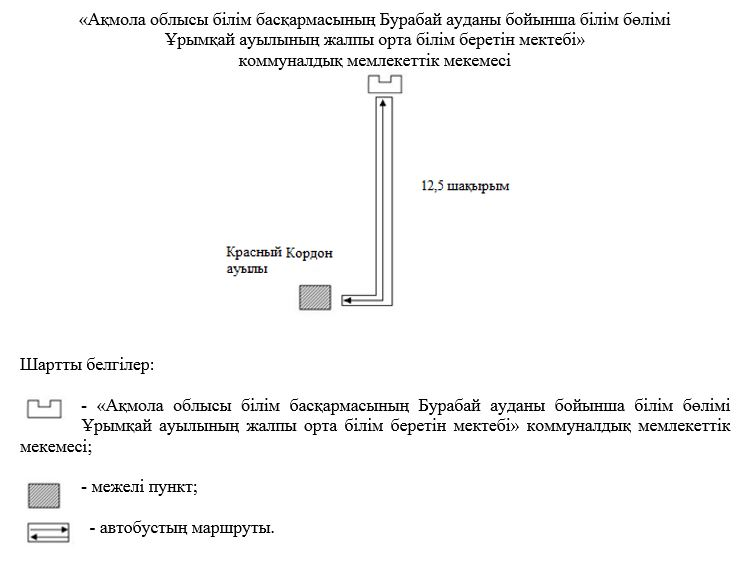 «Ақмола облысы білім басқармасының Бурабай ауданы бойынша білім бөлімі
Ұрымқай ауылының жалпы орта білім беретін мектебі»
коммуналдық мемлекеттік мекемесі
12,5 шақырым
Красный Кордон
ауылы
Шартты белгілер:
- «Ақмола облысы білім басқармасының Бурабай ауданы бойынша білім бөлімі
Ұрымқай ауылының жалпы орта білім беретін мектебі» коммуналдық мемлекеттік
мекемесі;
- межелі пункт;
- автобустың маршруты.